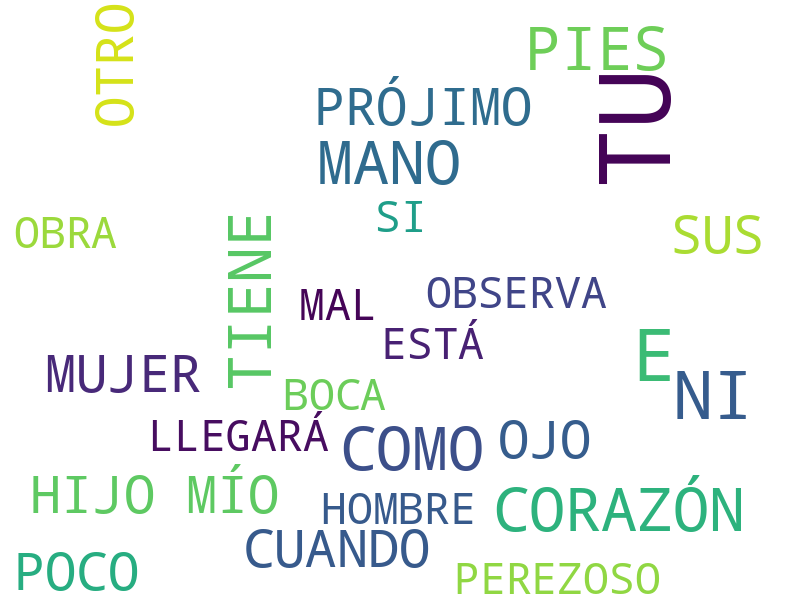 OTRO
PIES
TU
PRÓJIMO
MANO
SI
OBRA
TIENE
SUS
MAL
OBSERVA
ESTÁ
E
MUJER
NI
BOCA
LLEGARÁ
COMO
OJO
HIJO MÍO
HOMBRE
CORAZÓN
CUANDO
POCO
PEREZOSO